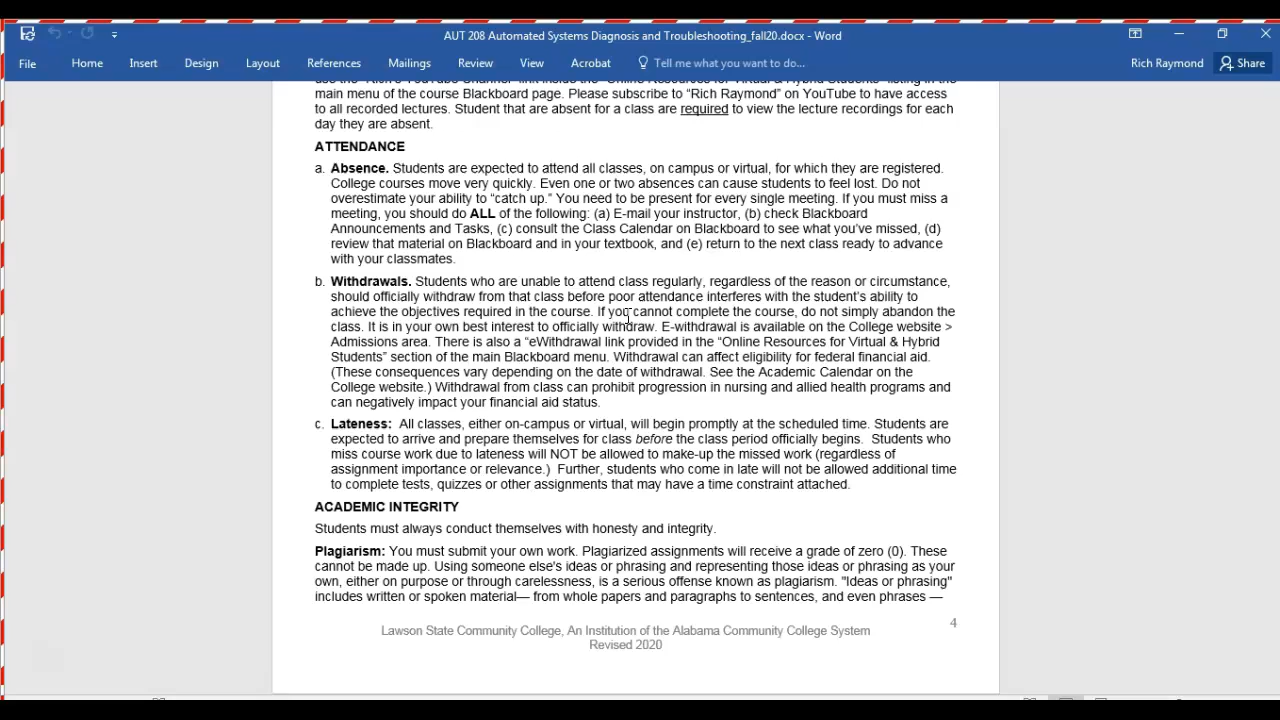 AUT 208 Automated Systems Diagnosis and Troubleshooting_fall20.docx - Word
File Home Insert Design Layout References Mailings Review View Acrobat Tell me what you want to do... Rich Raymond Share
main menu of the course Blackboard page. Please subscribe to “Rich Raymond” on YouTube to have access
to all recorded lectures. Student that are absent for a class are required to view the lecture recordings for each
day they are absent.
ATTENDANCE
a. Absence. Students are expected to attend all classes, on campus or virtual, for which they are registered.
College courses move very quickly. Even one or two absences can cause students to feel lost. Do not
overestimate your ability to “catch up.” You need to be present for every single meeting. If you must miss a
meeting, you should do ALL of the following: (a) E-mail your instructor, (b) check Blackboard
Announcements and Tasks, (c) consult the Class Calendar on Blackboard to see what you’ve missed, (d)
review that material on Blackboard and in your textbook, and (e) return to the next class ready to advance
with your classmates.
b. Withdrawals. Students who are unable to attend class regularly, regardless of the reason or circumstance,
should officially withdraw from that class before poor attendance interferes with the student’s ability to
achieve the objectives required in the course. If you cannot complete the course, do not simply abandon the
class. It is in your own best interest to officially withdraw. E-withdrawal is available on the College website >
Admissions area. There is also a “eWithdrawal link provided in the “Online Resources for Virtual & Hybrid
Students” section of the main Blackboard menu. Withdrawal can affect eligibility for federal financial aid.
(These consequences vary depending on the date of withdrawal. See the Academic Calendar on the
College website.) Withdrawal from class can prohibit progression in nursing and allied health programs and
can negatively impact your financial aid status.
c. Lateness: All classes, either on-campus or virtual, will begin promptly at the scheduled time. Students are
expected to arrive and prepare themselves for class before the class period officially begins. Students who
miss course work due to lateness will NOT be allowed to make-up the missed work (regardless of
assignment importance or relevance.) Further, students who come in late will not be allowed additional time
to complete tests, quizzes or other assignments that may have a time constraint attached.
ACADEMIC INTEGRITY
Students must always conduct themselves with honesty and integrity.
Plagiarism: You must submit your own work. Plagiarized assignments will receive a grade of zero (0). These
cannot be made up. Using someone else's ideas or phrasing and representing those ideas or phrasing as your
own, either on purpose or through carelessness, is a serious offense known as plagiarism. "Ideas or phrasing"
includes written or spoken material— from whole papers and paragraphs to sentences, and even phrases —
4
Lawson State Community College, An Institution of the Alabama Community College System
Revised 2020